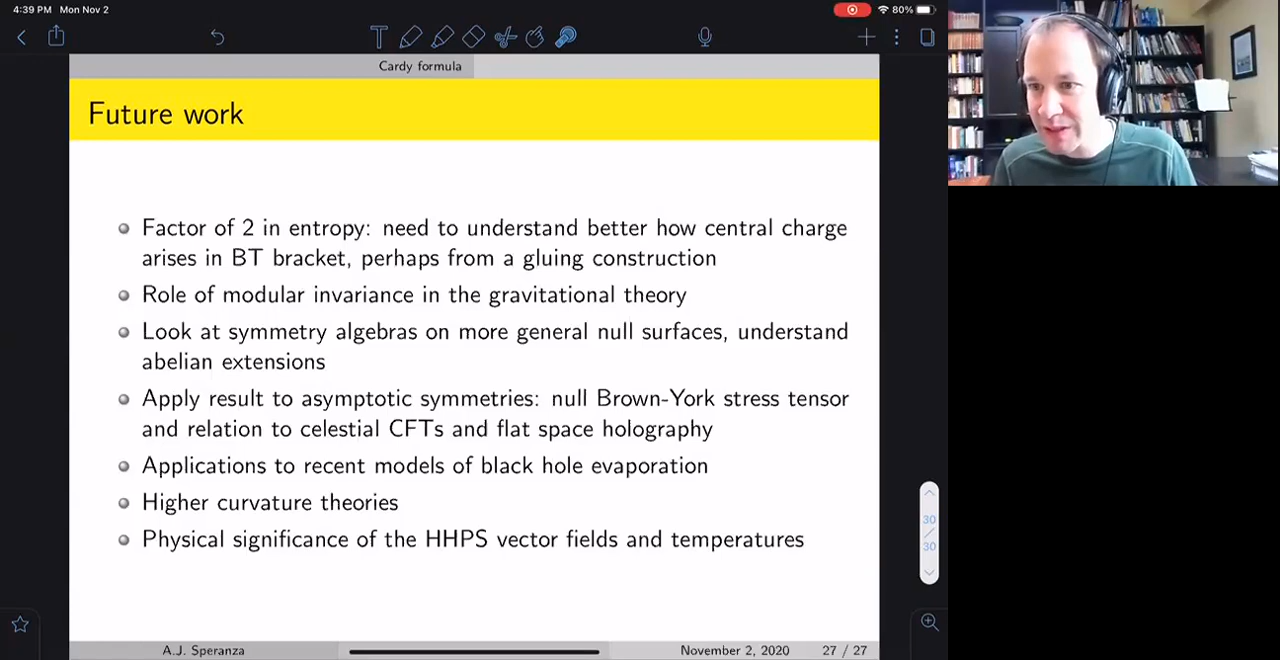 4:39 PM Mon Nov 2
80%
Cardy formula
Future work
Factor of 2 in entropy: need to understand better how central charge
arises in BT bracket, perhaps from a gluing construction
Role of modular invariance in the gravitational theory
Look at symmetry algebras on more general null surfaces, understand
abelian extensions
Apply result to asymptotic symmetries: null Brown-York stress tensor
and relation to celestial CFTs and flat space holography
Applications to recent models of black hole evaporation
Higher curvature theories
Physical significance of the HHPS vector fields and temperatures
30
30
A.J. Speranza
November 2, 2020
27 / 27